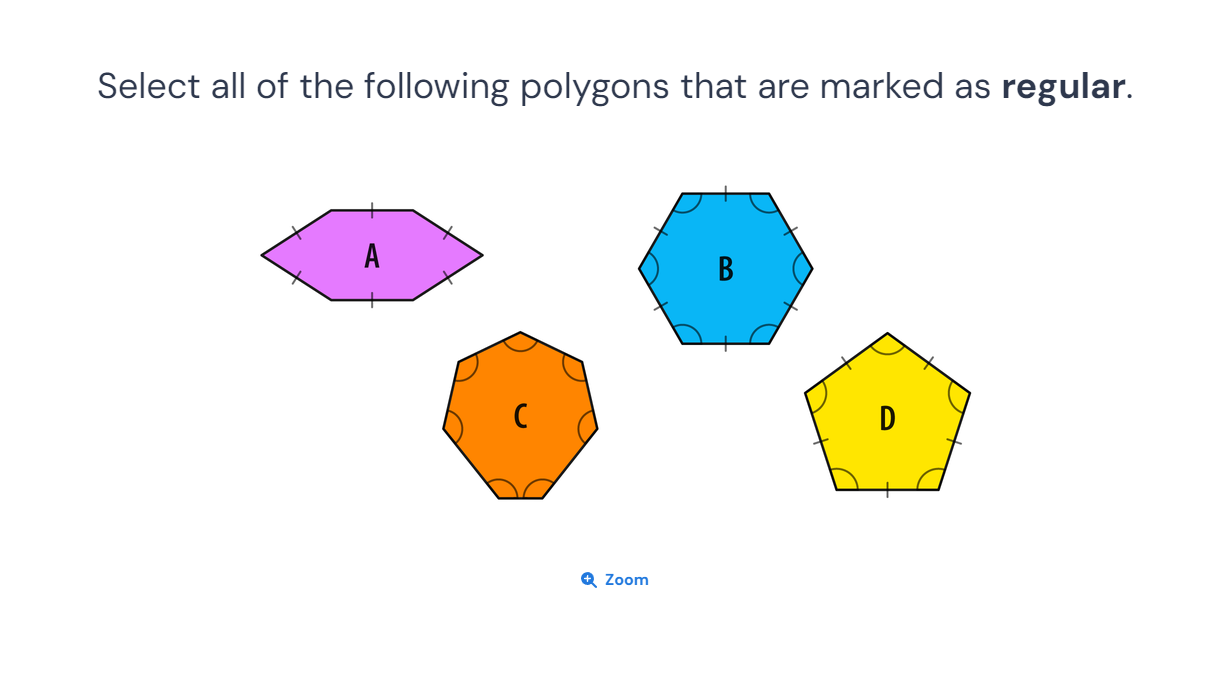 Select all of the following polygons that are marked as regular.
A
B
C
D
Zoom